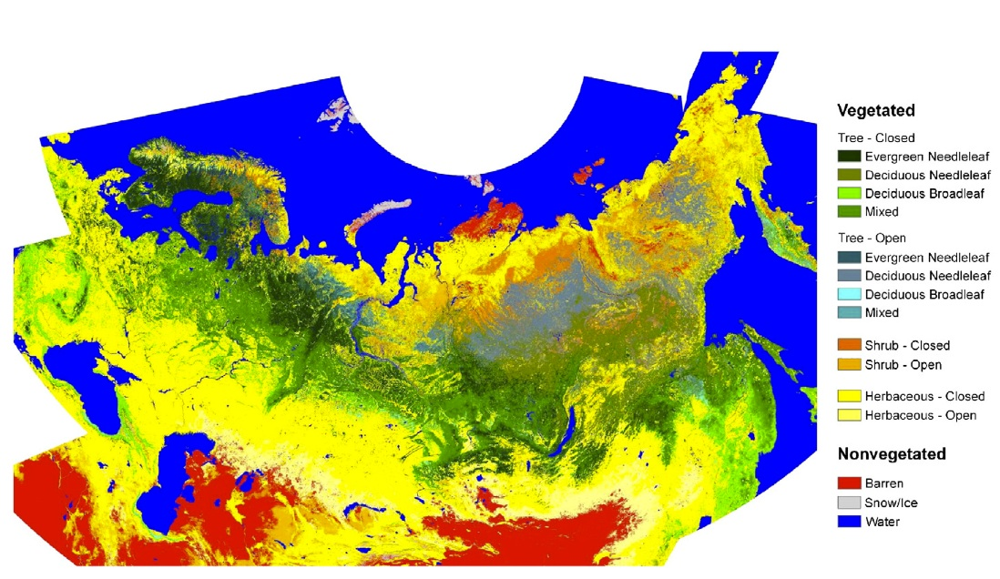 Vegetated
Tree - Closed
Evergreen Needleleaf
Deciduous Needleleaf
Deciduous Broadleaf
Mixed
Tree - Open
Evergreen Needleleaf
Deciduous Needleleaf
Deciduous Broadleaf
Mixed
Shrub - Closed
Shrub - Open
Herbaceous - Closed
Herbaceous - Open
Nonvegetated
Barren
Snow/Ice
Water